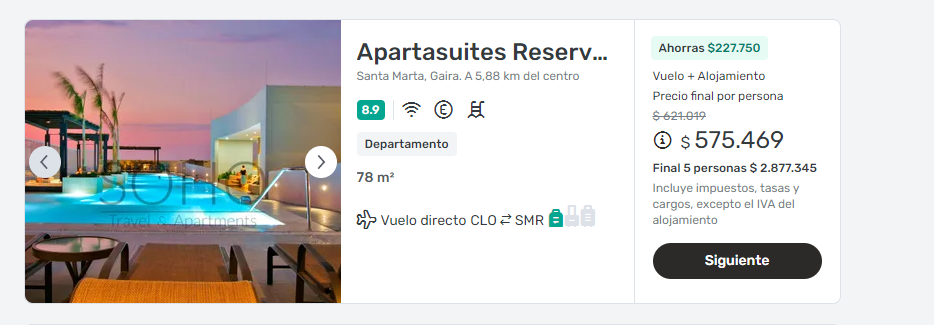 SOHO
Travel & Apartments
Apartasuites Reserv...
Santa Marta, Gaira. A 5,88 km del centro
8.9
E
Departamento
78 m²
Vuelo directo CLO ⇄ SMR
Ahorras $227.750
Vuelo + Alojamiento
Precio final por persona
$ 621.019
$ 575.469
Final 5 personas $ 2.877.345
Incluye impuestos, tasas y
cargos, excepto el IVA del
alojamiento
Siguiente